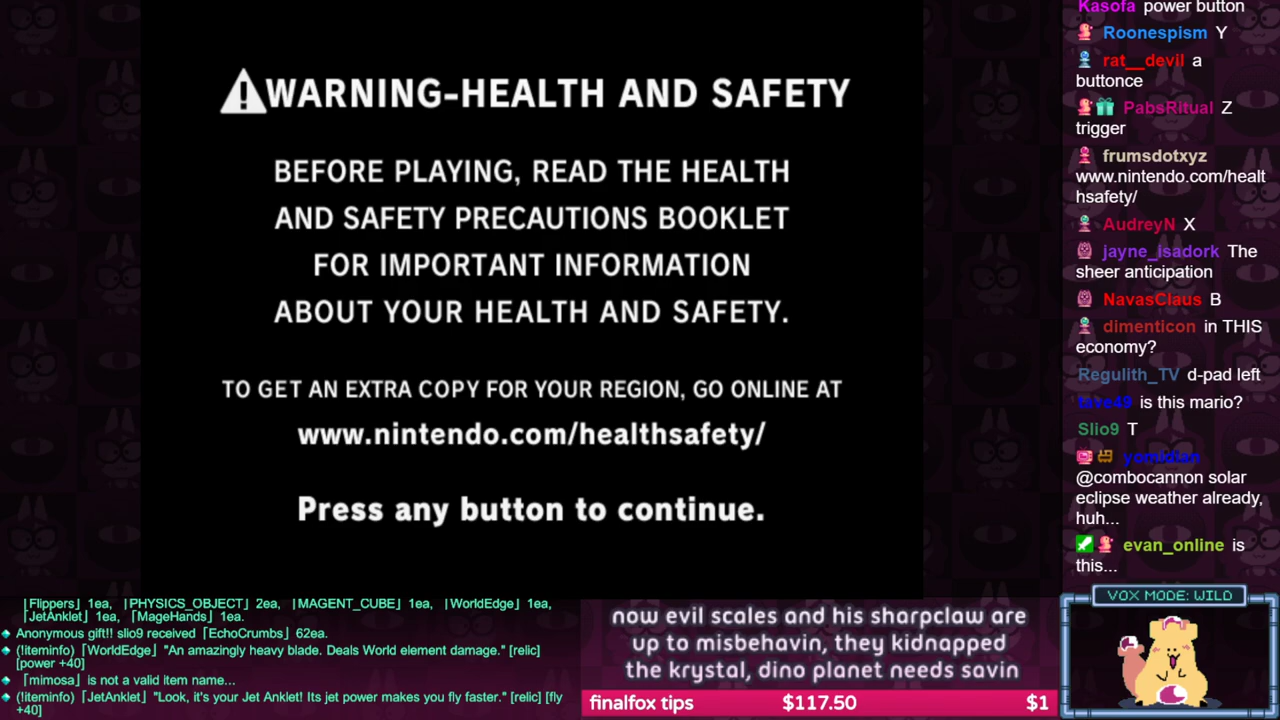 ⚠WARNING-HEALTH AND SAFETY
BEFORE PLAYING, READ THE HEALTH
AND SAFETY PRECAUTIONS BOOKLET
FOR IMPORTANT INFORMATION
ABOUT YOUR HEALTH AND SAFETY.
TO GET AN EXTRA COPY FOR YOUR REGION, GO ONLINE AT
www.nintendo.com/healthsafety/
Press any button to continue.
Kasofa power button
Roonespism Y
rat__devil a
buttonce
PabsRitual Z
trigger
frumsdotxyz
www.nintendo.com/healt
hsafety/
AudreyN X
jayne_isadork The
sheer anticipation
NavasClaus B
dimenticon in THIS
economy?
Regulith_TV d-pad left
tave49 is this mario?
Slio9 T
yomidian
@combocannon solar
eclipse weather already,
huh...
evan_online is
this...
「Flippers」 1ea, 「PHYSICS_OBJECT」 2ea, 「MAGENT_CUBE」 1ea, 「WorldEdge」 1ea,
「JetAnklet」 1ea, 「MageHands」 1ea.
Anonymous gift!! slio9 received 「EchoCrumbs」 62ea.
(!iteminfo) 「WorldEdge」 "An amazingly heavy blade. Deals World element damage." [relic]
[power +40]
「mimosa」 is not a valid item name...
(!iteminfo) 「JetAnklet」 "Look, it's your Jet Anklet! Its jet power makes you fly faster." [relic] [fly
+40]
now evil scales and his sharpclaw are
up to misbehavin, they kidnapped
the krystal, dino planet needs savin
finalfox tips $117.50 $1
VOX MODE: WILD